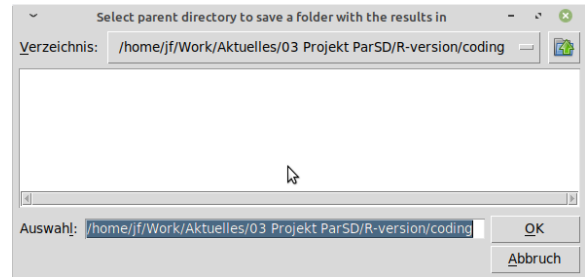 Select parent directory to save a folder with the results in
Verzeichnis: /home/jf/Work/Aktuelles/03 Projekt ParSD/R-version/coding
Auswahl: /home/jf/Work/Aktuelles/03 Projekt ParSD/R-version/coding OK
Abbruch